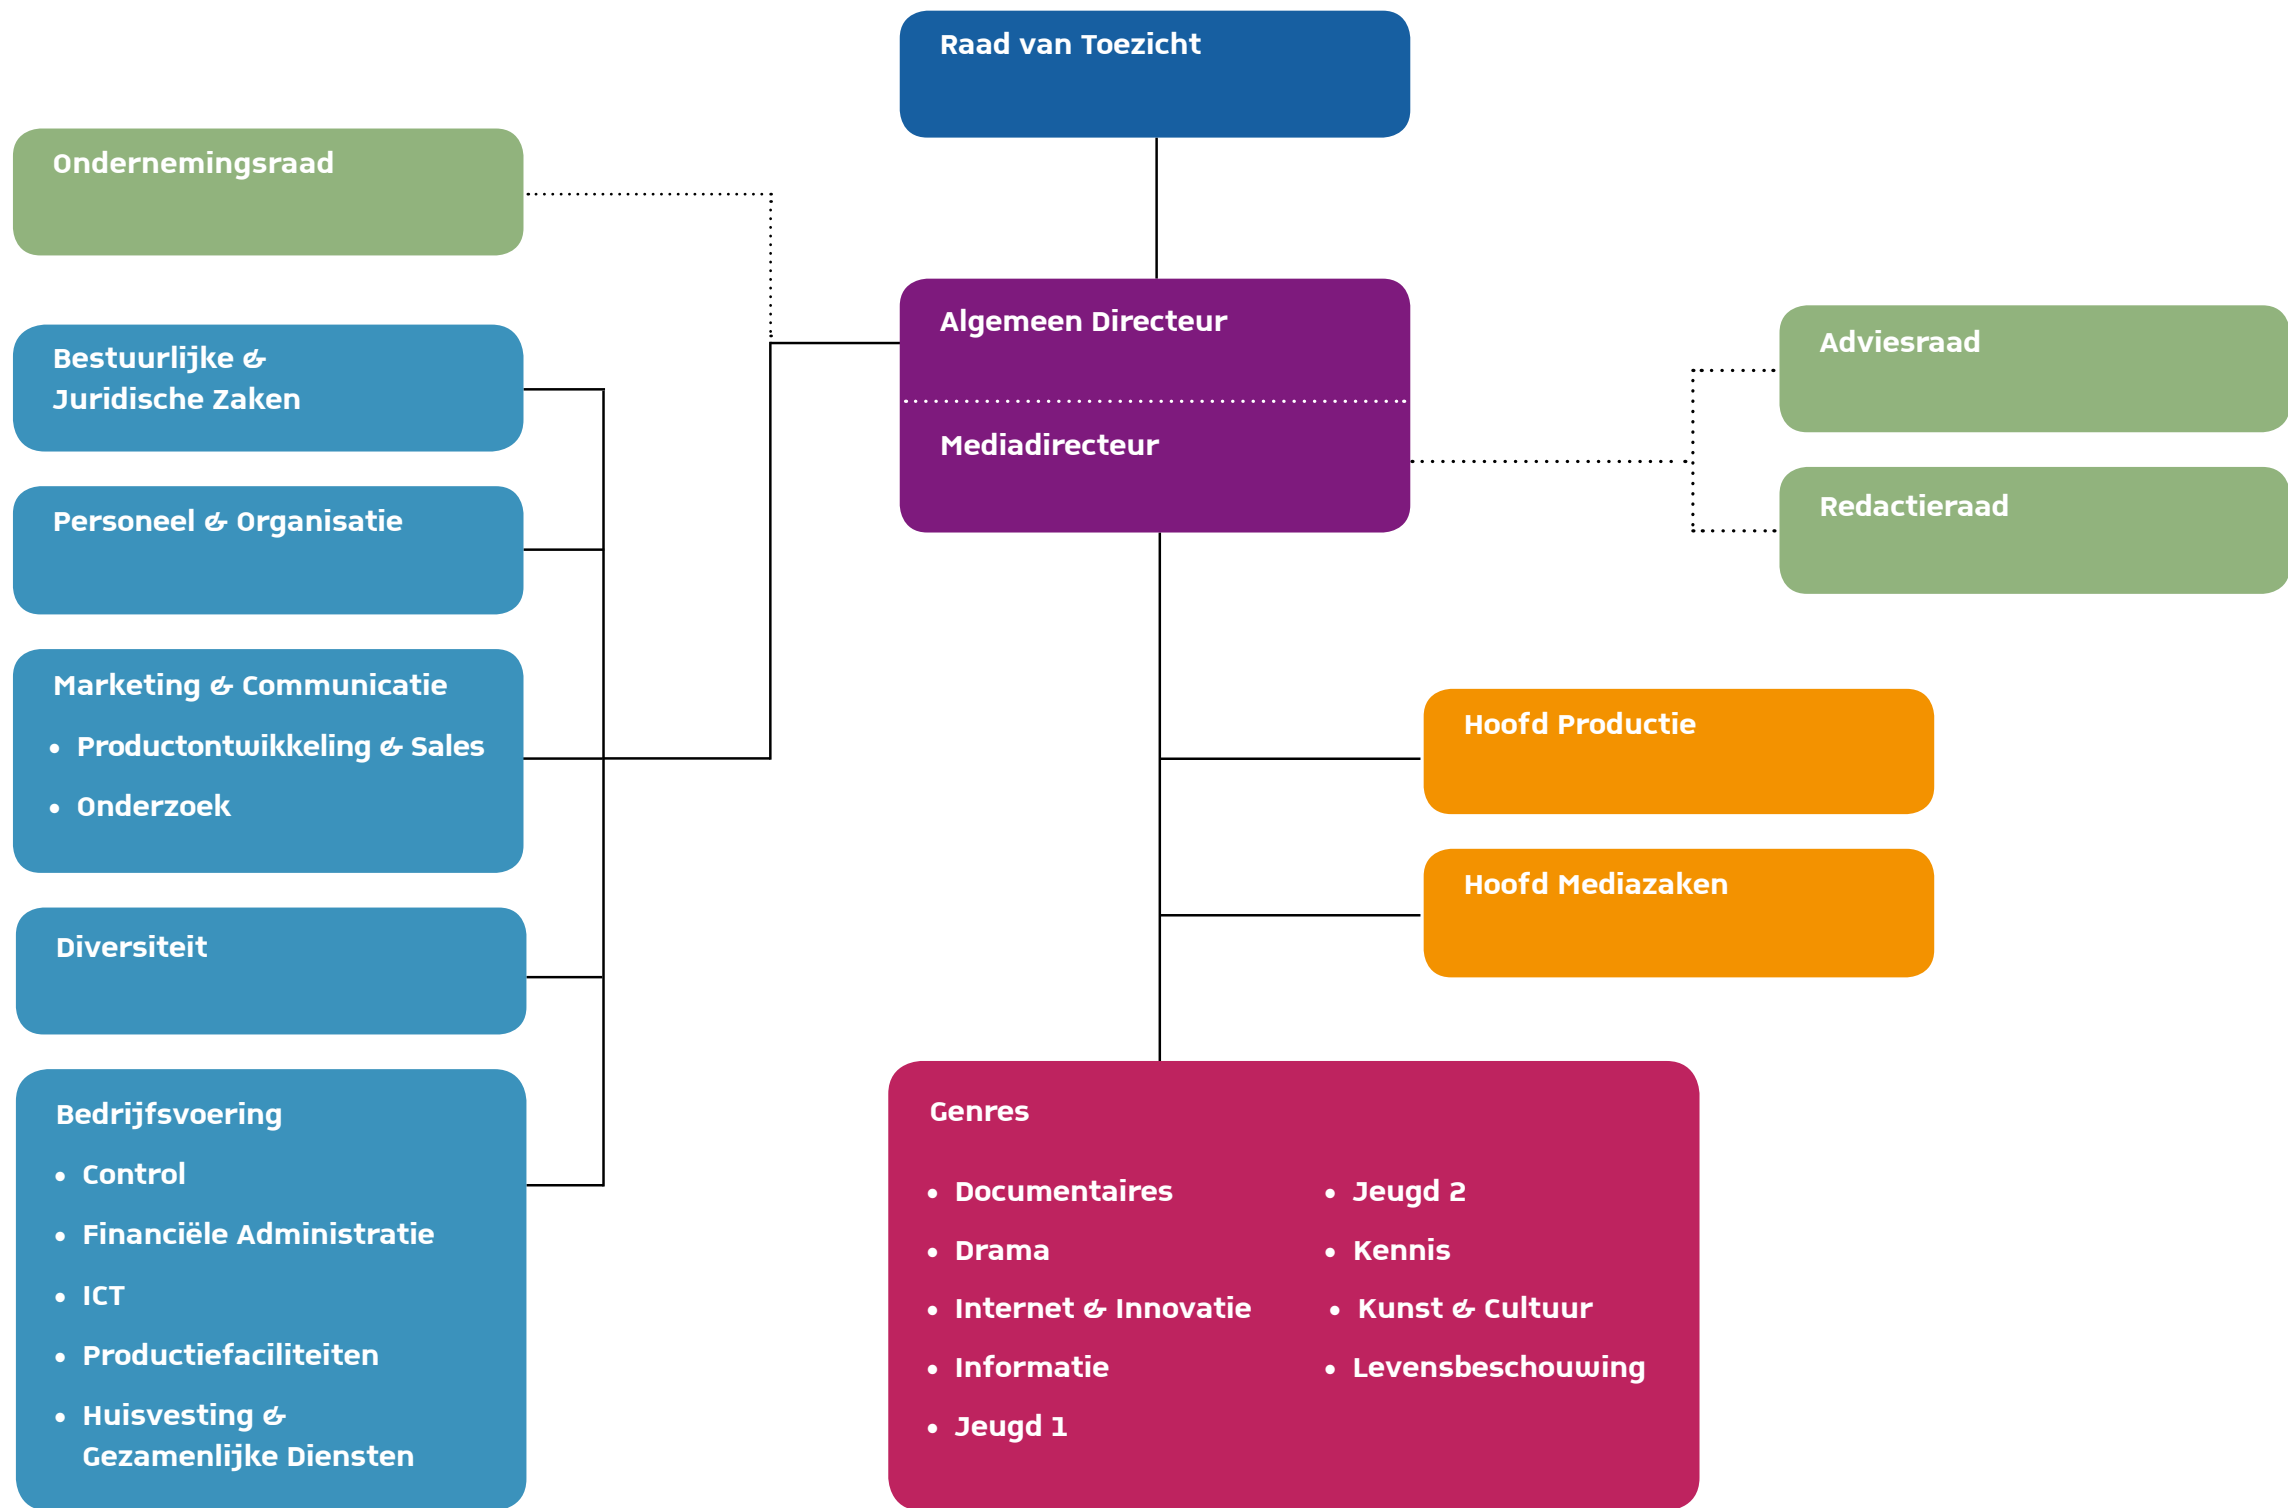 Raad van Toezicht
Ondernemingsraad
Algemeen Directeur
Mediadirecteur
Adviesraad
Redactieraad
Bestuurlijke &
Juridische Zaken
Personeel & Organisatie
Marketing & Communicatie
• Productontwikkeling & Sales
• Onderzoek
Diversiteit
Bedrijfsvoering
• Control
• Financiële Administratie
• ICT
• Productiefaciliteiten
• Huisvesting &
Gezamenlijke Diensten
Hoofd Productie
Hoofd Mediazaken
Genres
• Documentaires
• Drama
• Internet & Innovatie
• Informatie
• Jeugd 1
• Jeugd 2
• Kennis
• Kunst & Cultuur
• Levensbeschouwing